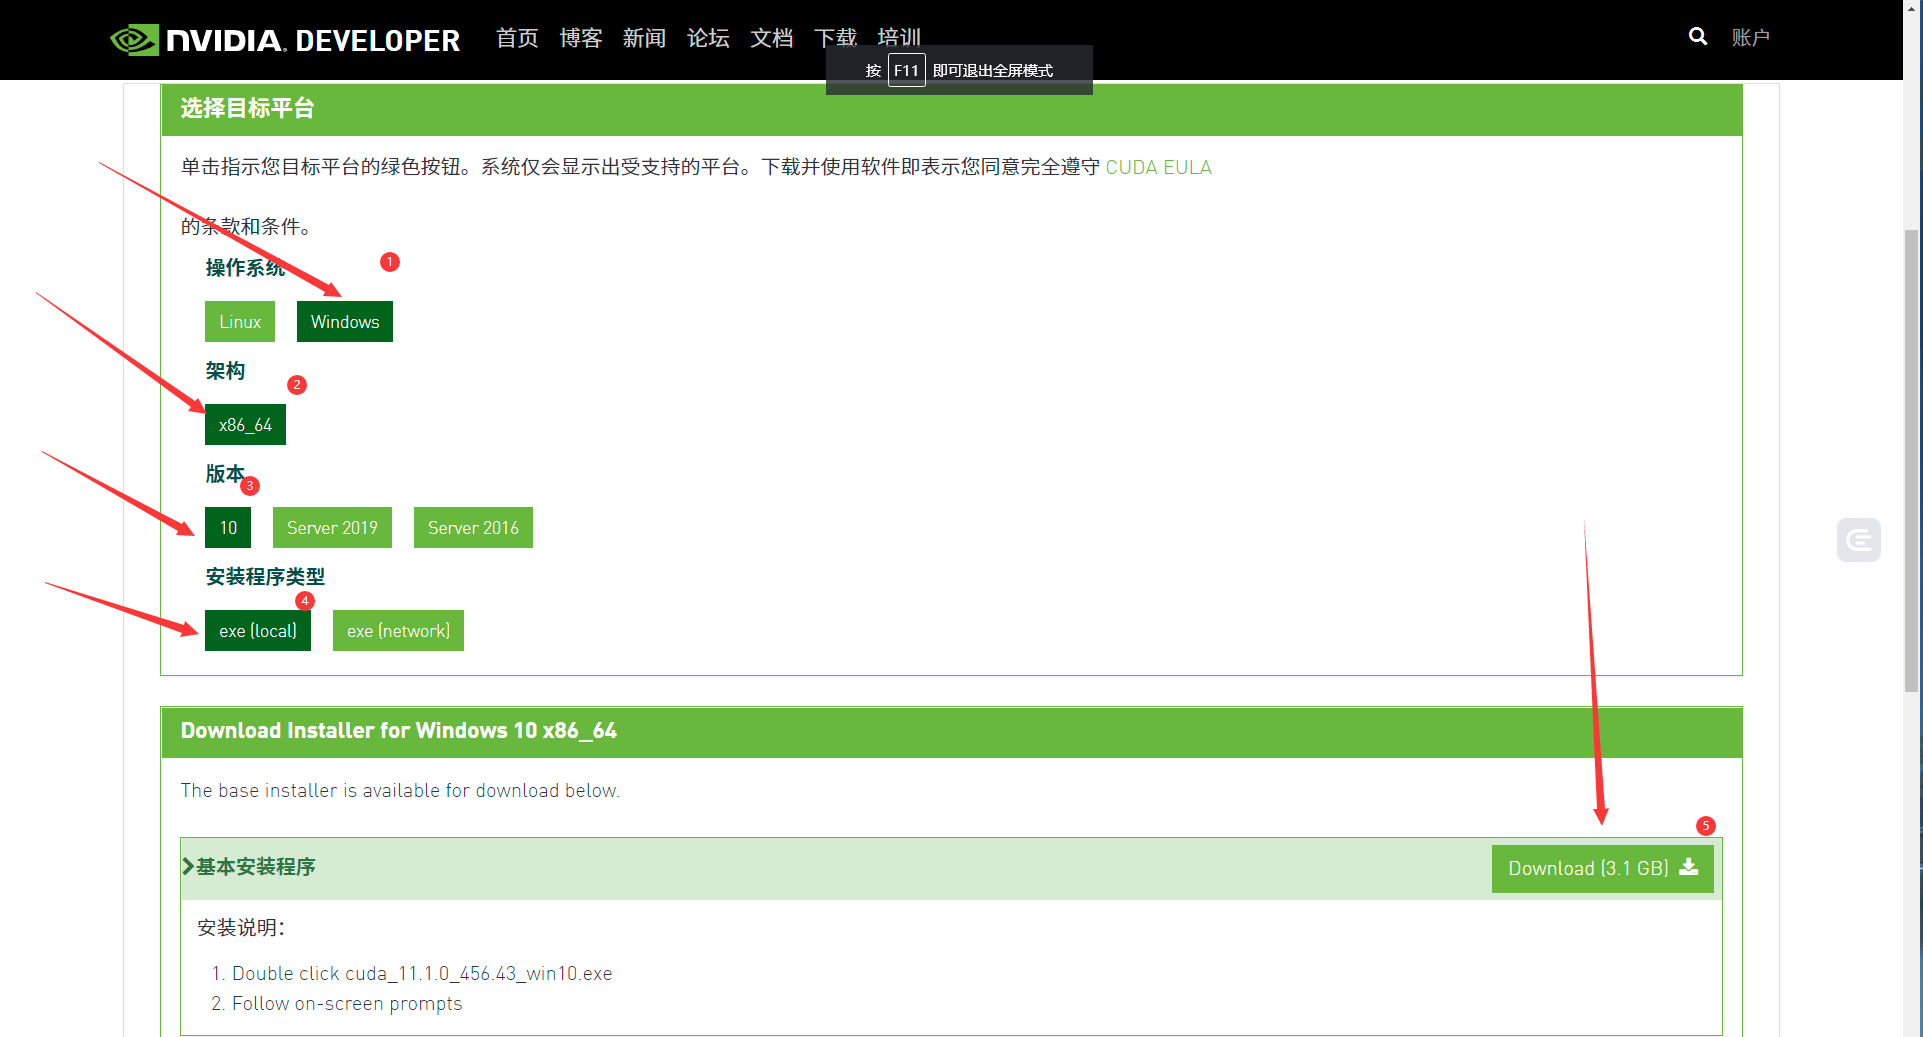 NVIDIA. DEVELOPER 首页 博客 新闻 论坛 文档 下载 培训 账户
按 F11 即可退出全屏模式
选择目标平台
单击指示您目标平台的绿色按钮。系统仅会显示出受支持的平台。下载并使用软件即表示您同意完全遵守 CUDA EULA
的条款和条件。
操作系统 1
Linux Windows
架构 2
x86_64
版本 3
10 Server 2019 Server 2016
安装程序类型 4
exe (local) exe (network)
Download Installer for Windows 10 x86_64
The base installer is available for download below.
5
基本安装程序 Download (3.1 GB)
安装说明：
1. Double click cuda_11.1.0_456.43_win10.exe
2. Follow on-screen prompts